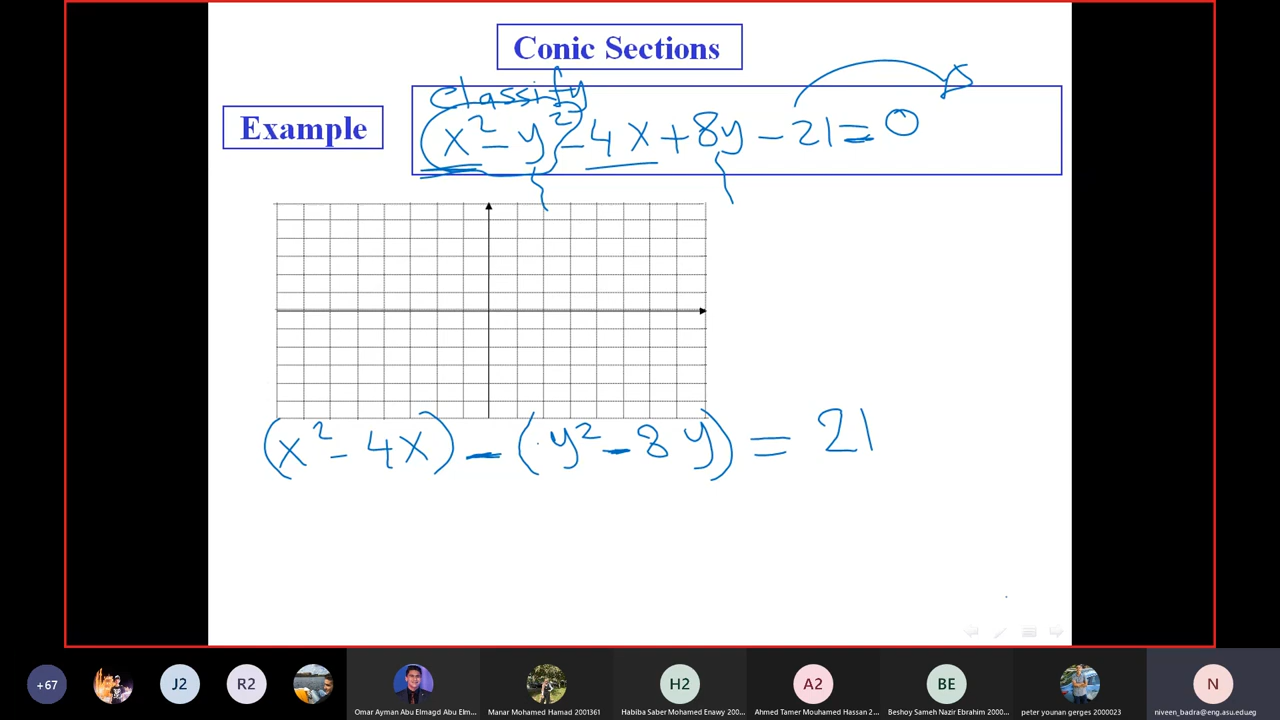 Conic Sections
classify
Example
x² - y² - 4x + 8y - 21 = 0
(x² - 4x) - (y² - 8y) = 21
+67
J2
R2
Omar Ayman Abu Elmagd Abu Elm...
Manar Mohamed Hamad 2001361
H2
Habiba Saber Mohamed Enawy 200...
A2
Ahmed Tamer Mouhamed Hassan 2...
BE
Beshoy Sameh Nazir Ebrahim 2000...
peter younan gerges 2000023
N
niveen_badra@eng.asu.edu.eg